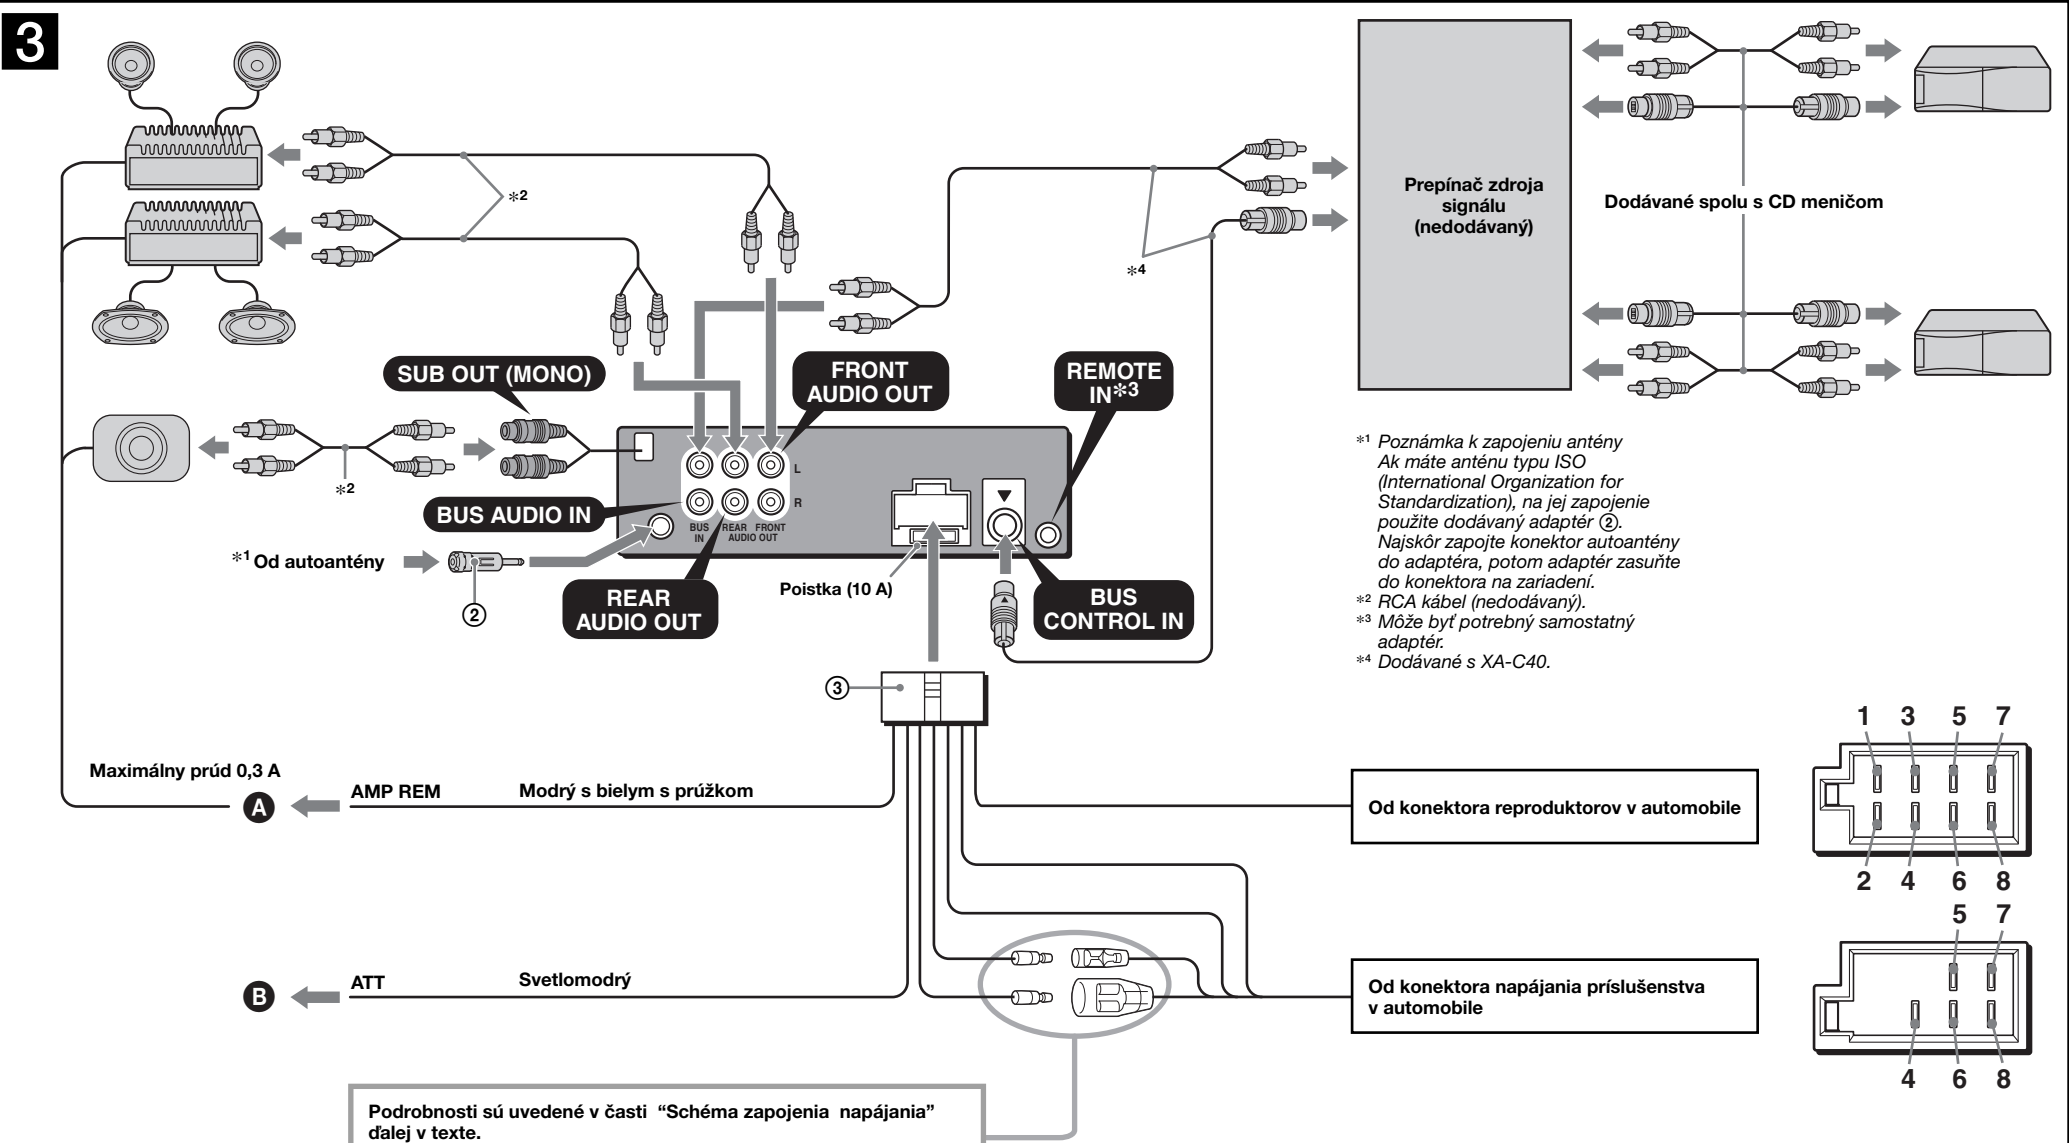 3
*2
*4
Prepínač zdroja
signálu
(nedodávaný)
Dodávané spolu s CD meničom
SUB OUT (MONO)
FRONT
AUDIO OUT
REMOTE
IN*3
*2
BUS AUDIO IN
L
R
BUS
IN
REAR FRONT
AUDIO OUT
*1 Od autoantény
2
REAR
AUDIO OUT
Poistka (10 A)
BUS
CONTROL IN
*1 Poznámka k zapojeniu antény
Ak máte anténu typu ISO
(International Organization for
Standardization), na jej zapojenie
použite dodávaný adaptér ②.
Najskôr zapojte konektor autoantény
do adaptéra, potom adaptér zasuňte
do konektora na zariadení.
*2 RCA kábel (nedodávaný).
*3 Môže byť potrebný samostatný
adaptér.
*4 Dodávané s XA-C40.
3
Maximálny prúd 0,3 A
A
AMP REM
Modrý s bielym s prúžkom
Od konektora reproduktorov v automobile
1 3 5 7
2 4 6 8
B
ATT
Svetlomodrý
Od konektora napájania príslušenstva
v automobile
5 7
4 6 8
Podrobnosti sú uvedené v časti “Schéma zapojenia napájania”
ďalej v texte.